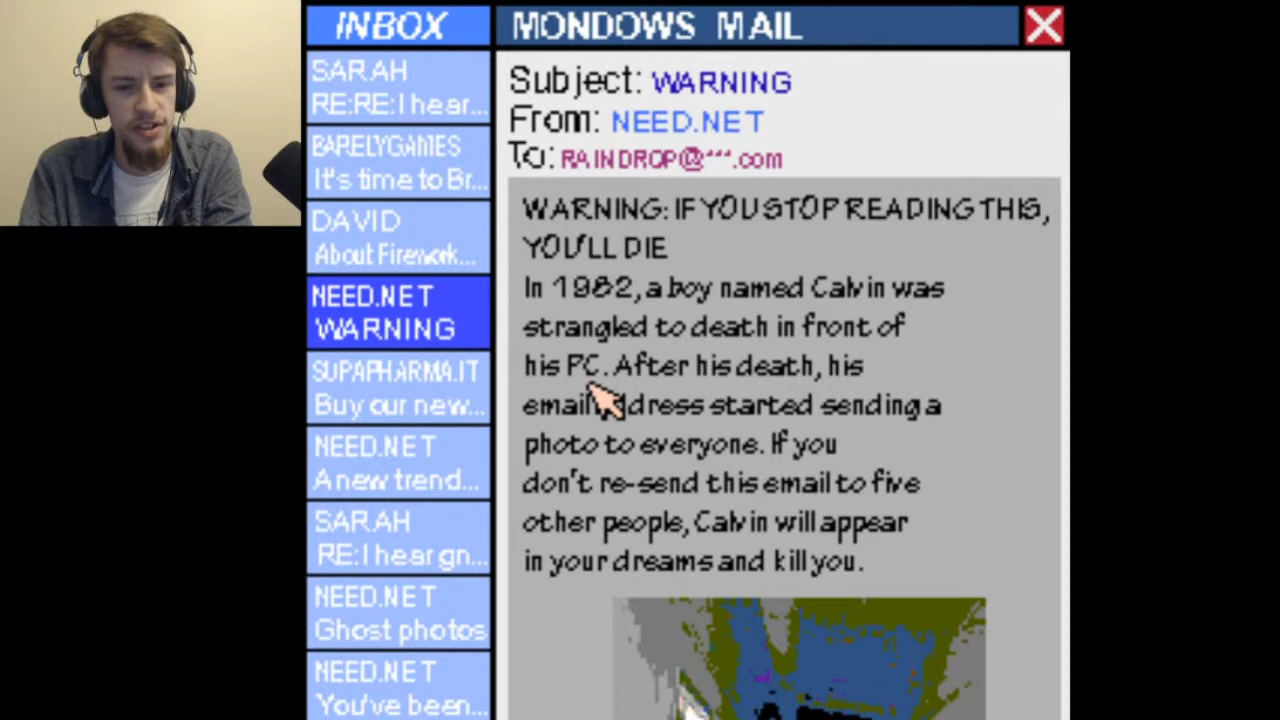 INBOX
MONDOWS MAIL
SARAH
RE:RE: I hear...
BARELYGAMES
It's time to Br...
DAVID
About Firework...
NEED.NET
WARNING
SUPAPHARMA.IT
Buy our new...
NEED.NET
A new trend...
SARAH
RE: I hear gn...
NEED.NET
Ghost photos
NEED.NET
You've been...
Subject: WARNING
From: NEED.NET
To: RAINDROP@***.com
WARNING: IF YOU STOP READING THIS,
YOU'LL DIE
In 1982, a boy named Calvin was
strangled to death in front of
his PC. After his death, his
email address started sending a
photo to everyone. If you
don't re-send this email to five
other people, Calvin will appear
in your dreams and kill you.